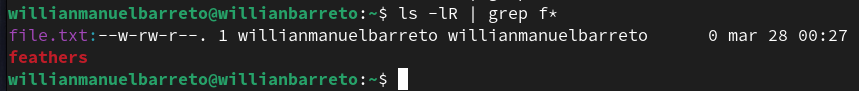 willianmanuelbarreto@willianbarreto:~$ ls -lR | grep f*
file.txt:--w-rw-r--. 1 willianmanuelbarreto willianmanuelbarreto 0 mar 28 00:27
feathers
willianmanuelbarreto@willianbarreto:~$